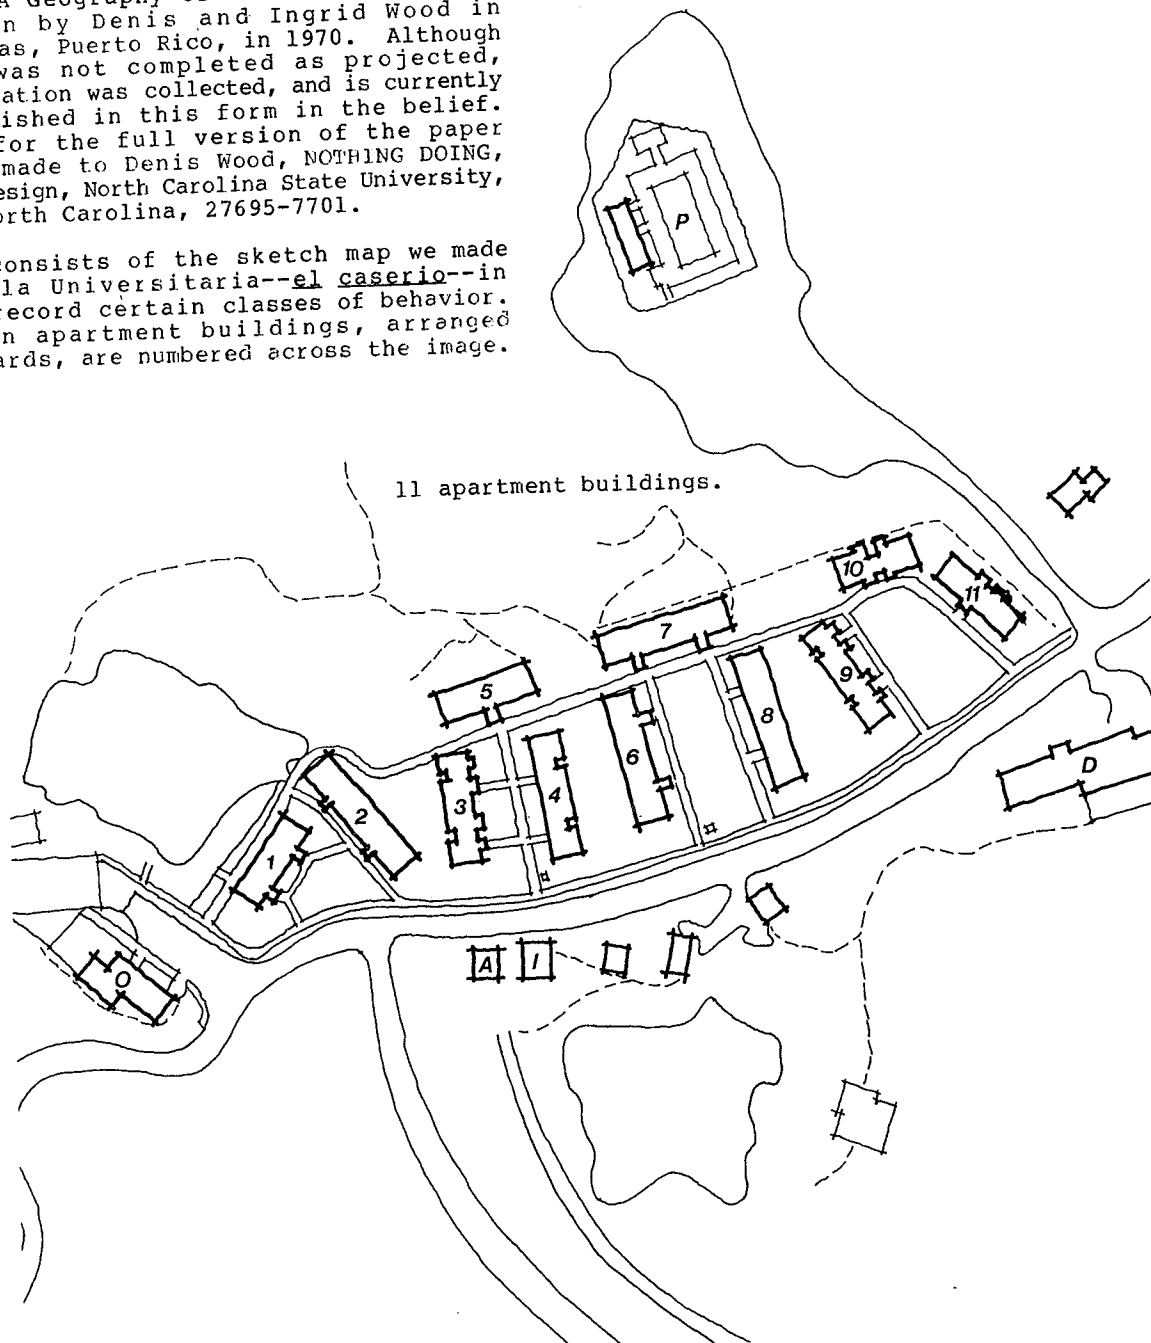 A Geography
n by Denis and Ingrid Wood in
as, Puerto Rico, in 1970. Although
was not completed as projected,
ation was collected, and is currently
ished in this form in the belief.
for the full version of the paper
made to Denis Wood, NOTHING DOING,
esign, North Carolina State University,
orth Carolina, 27695-7701.
onsists of the sketch map we made
la Universitaria--el caserio--in
record certain classes of behavior.
n apartment buildings, arranged
ards, are numbered across the image.
P
11 apartment buildings.
10
11
7
5
9
8
6
D
4
3
2
1
A
I
O